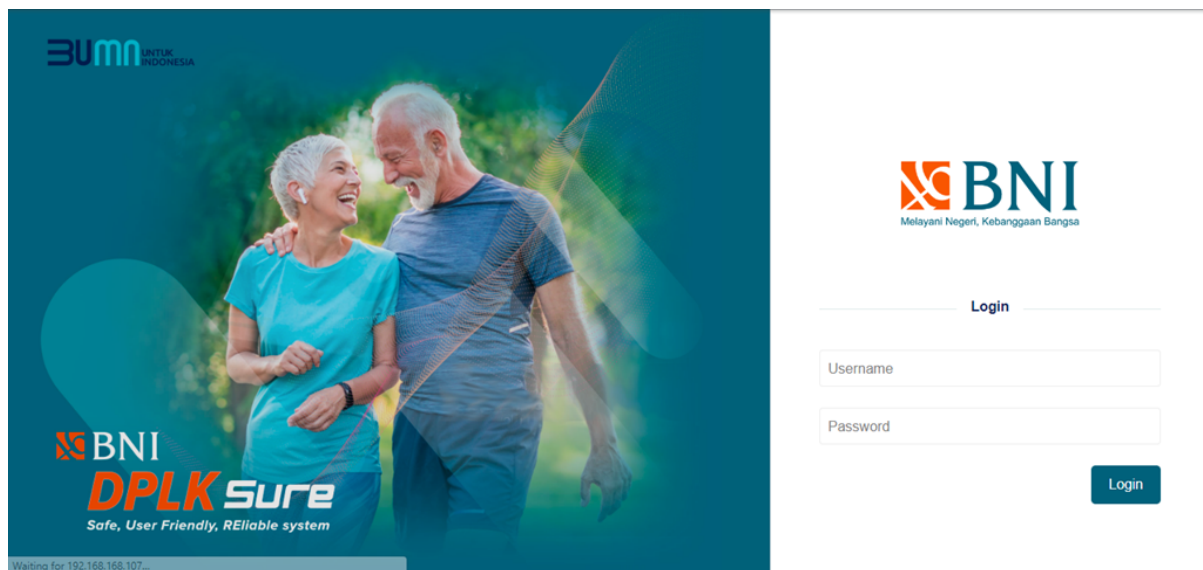 BUMN UNTUK
INDONESIA
BNI
DPLK Sure
Safe, User Friendly, REliable system
Waiting for 192.168.168.107...
BNI
Melayani Negeri, Kebanggaan Bangsa
Login
Username
Password
Login